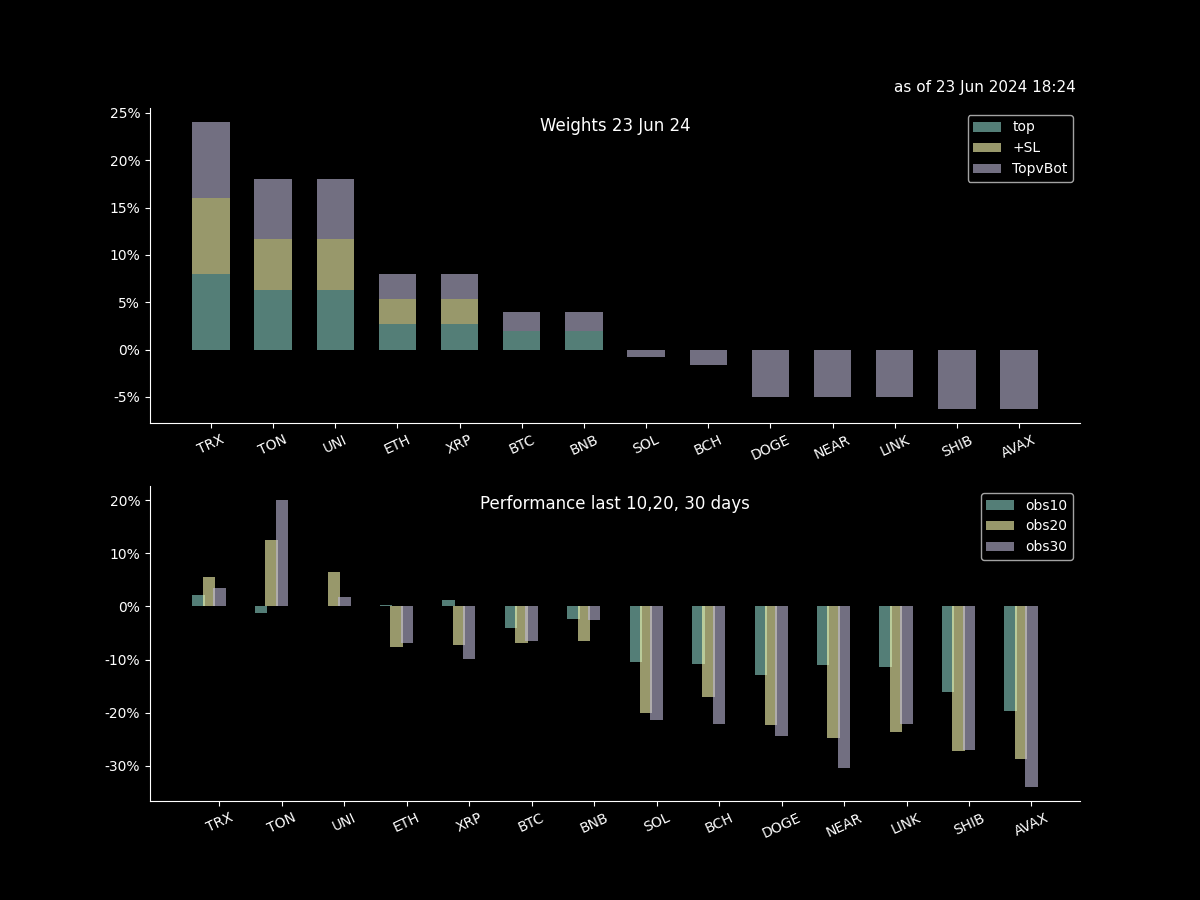 as of 23 Jun 2024 18:24
Weights 23 Jun 24
top
+SL
TopvBot
25%
20%
15%
10%
5%
0%
-5%
TRX TON UNI ETH XRP BTC BNB SOL BCH DOGE NEAR LINK SHIB AVAX
Performance last 10,20, 30 days
obs10
obs20
obs30
20%
10%
0%
-10%
-20%
-30%
TRX TON UNI ETH XRP BTC BNB SOL BCH DOGE NEAR LINK SHIB AVAX